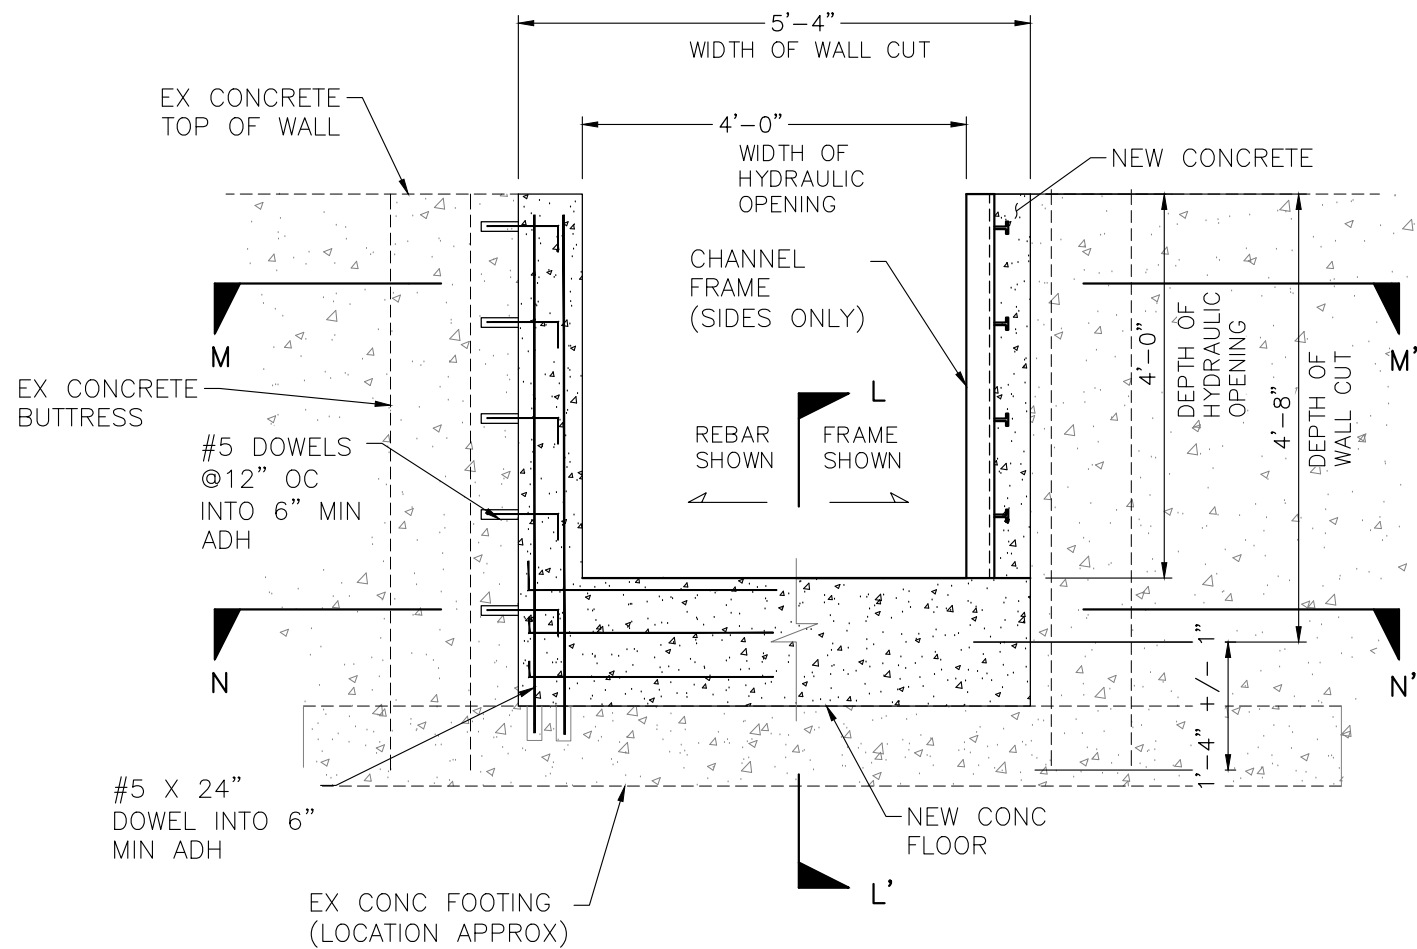 5'-4"
WIDTH OF WALL CUT
EX CONCRETE
TOP OF WALL
4'-0"
WIDTH OF
HYDRAULIC
OPENING
NEW CONCRETE
CHANNEL
FRAME
(SIDES ONLY)
M
M'
4'-0"
DEPTH OF
HYDRAULIC
OPENING
4'-8"
DEPTH OF
WALL CUT
EX CONCRETE
BUTTRESS
L
REBAR
SHOWN
FRAME
SHOWN
#5 DOWELS
@12" OC
INTO 6" MIN
ADH
N
N'
1'-4" +/- 1"
#5 X 24"
DOWEL INTO 6"
MIN ADH
NEW CONC
FLOOR
L'
EX CONC FOOTING
(LOCATION APPROX)